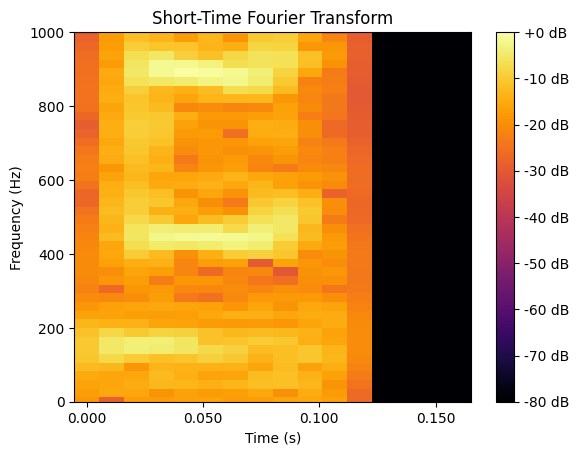 Short-Time Fourier Transform
1000
800
600
400
200
0
Frequency (Hz)
0.000
0.050
0.100
0.150
Time (s)
+0 dB
-10 dB
-20 dB
-30 dB
-40 dB
-50 dB
-60 dB
-70 dB
-80 dB